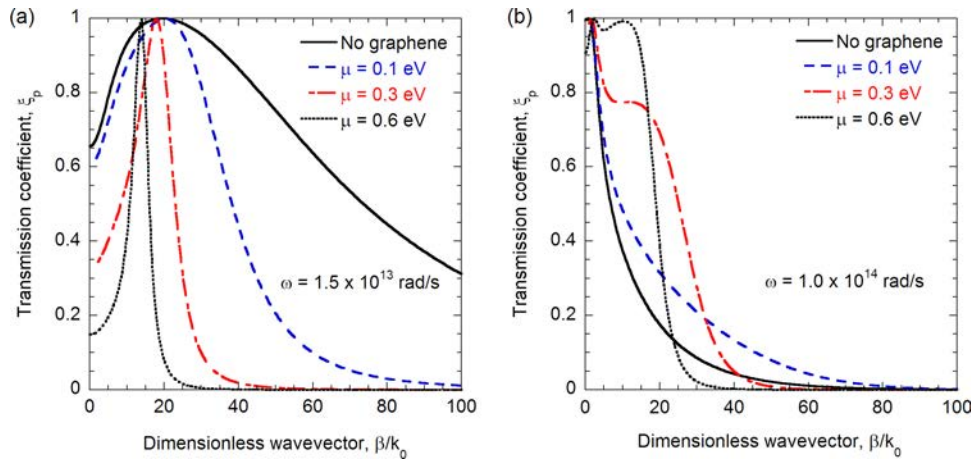 (a)
Transmission coefficient, ξp
1
0.8
0.6
0.4
0.2
0
No graphene
μ = 0.1 eV
μ = 0.3 eV
μ = 0.6 eV
ω = 1.5 x 10^13 rad/s
0 20 40 60 80 100
Dimensionless wavevector, β/k0
(b)
Transmission coefficient, ξp
1
0.8
0.6
0.4
0.2
0
No graphene
μ = 0.1 eV
μ = 0.3 eV
μ = 0.6 eV
ω = 1.0 x 10^14 rad/s
0 20 40 60 80 100
Dimensionless wavevector, β/k0